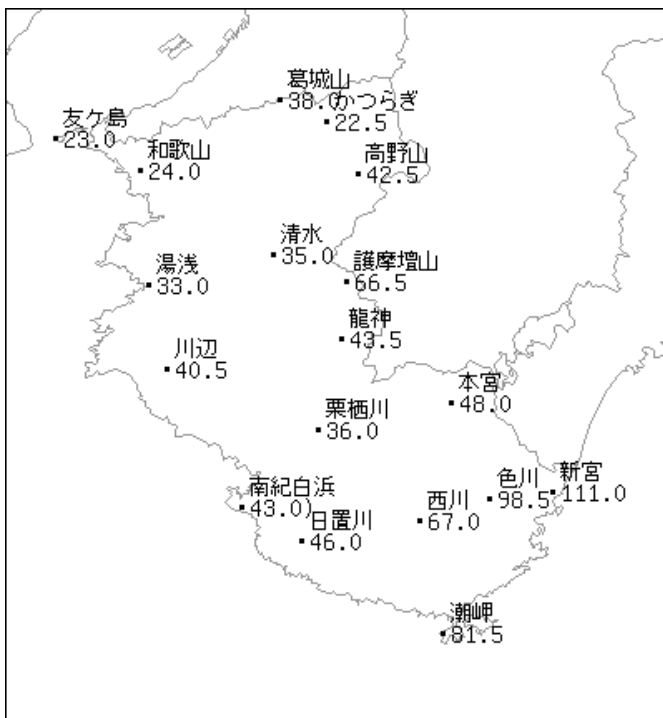 葛城山
38.0
かつらぎ
22.5
友ケ島
23.0
和歌山
24.0
高野山
42.5
清水
35.0
湯浅
33.0
護摩壇山
66.5
龍神
43.5
川辺
40.5
本宮
48.0
栗栖川
36.0
南紀白浜
43.0)
日置川
46.0
西川
67.0
色川
98.5
新宮
111.0
潮岬
81.5